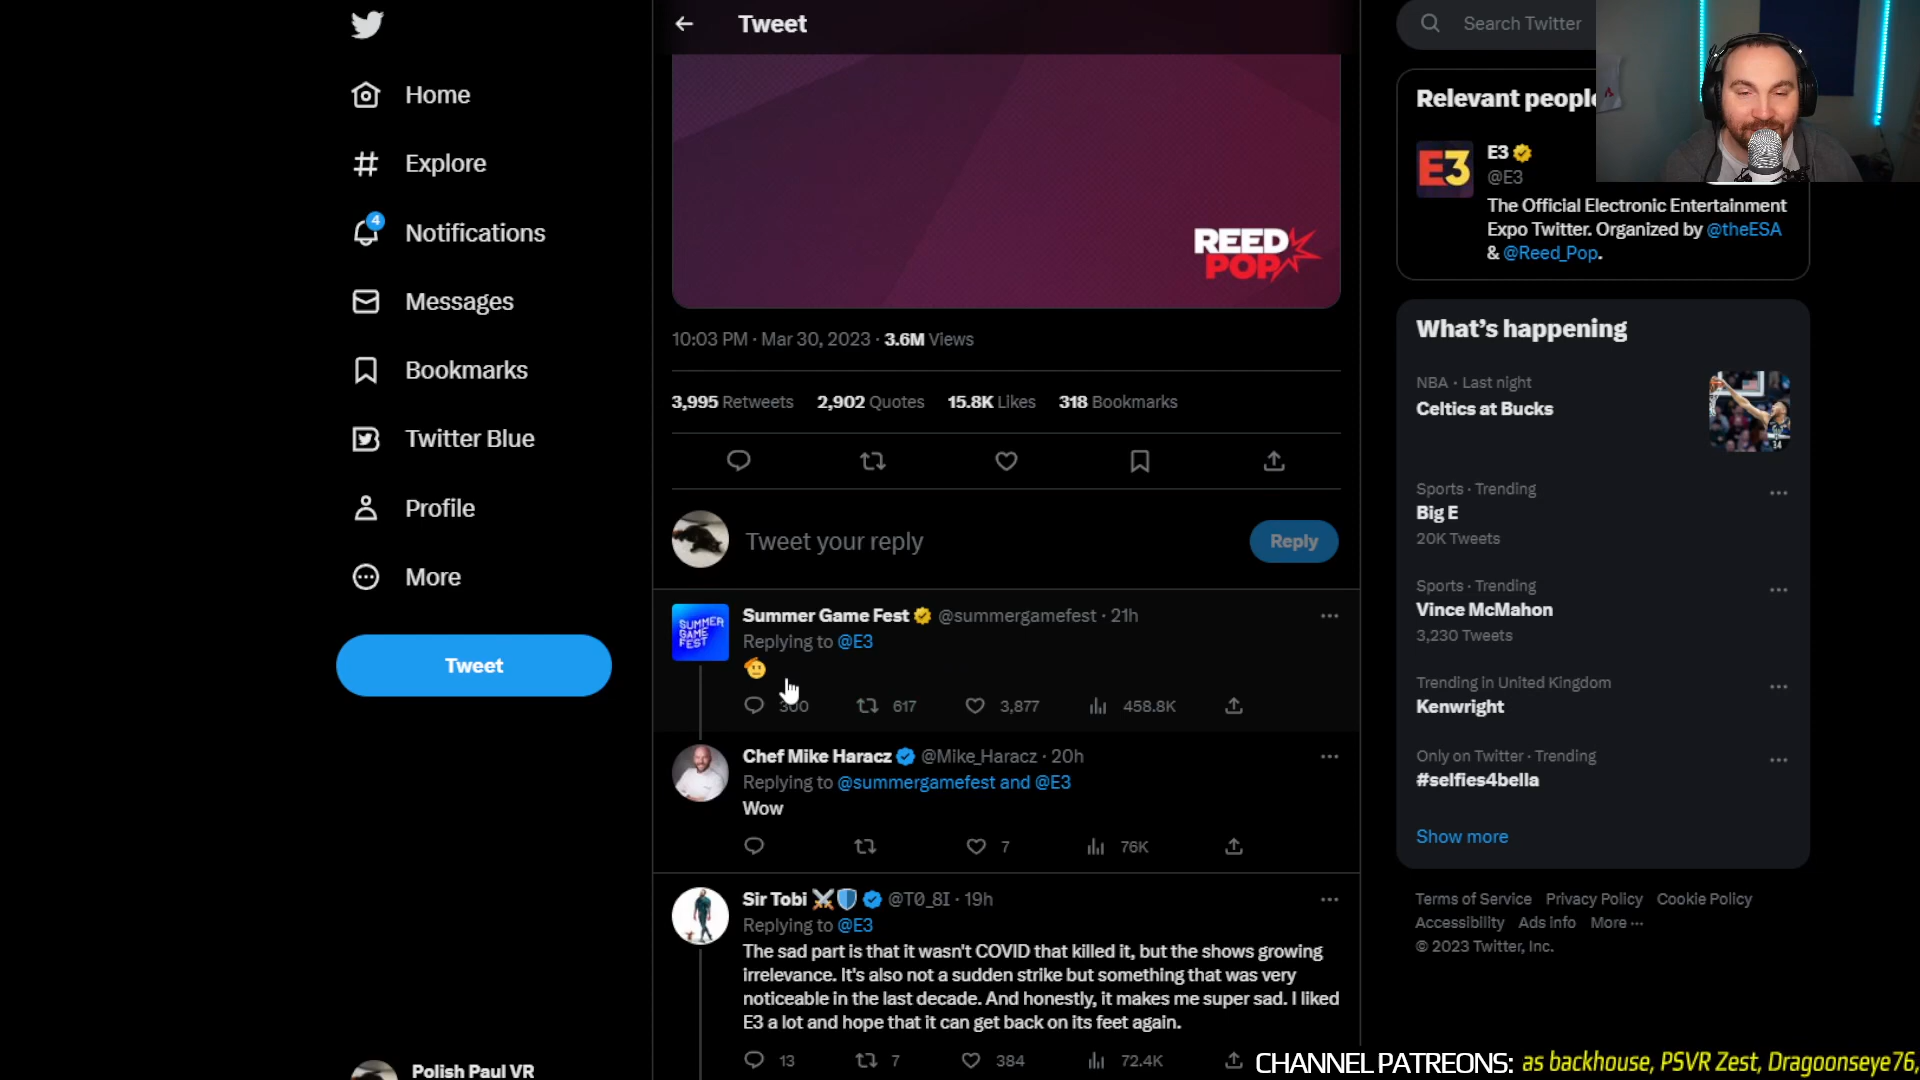 Home
Explore
4
Notifications
Messages
Bookmarks
Twitter Blue
Profile
More
Tweet
Polish Paul VR
Tweet
REED
POP
10:03 PM · Mar 30, 2023 · 3.6M Views
3,995 Retweets 2,902 Quotes 15.8K Likes 318 Bookmarks
Tweet your reply
Reply
SUMMER
GAME
FEST
Summer Game Fest @summergamefest · 21h
Replying to @E3
300 617 3,877 458.8K
Chef Mike Haracz @Mike_Haracz · 20h
Replying to @summergamefest and @E3
Wow
7 76K
Sir Tobi @T0_8I · 19h
Replying to @E3
The sad part is that it wasn't COVID that killed it, but the shows growing
irrelevance. It's also not a sudden strike but something that was very
noticeable in the last decade. And honestly, it makes me super sad. I liked
E3 a lot and hope that it can get back on its feet again.
13 7 384 72.4K
Search Twitter
Relevant people
E3
E3
@E3
The Official Electronic Entertainment
Expo Twitter. Organized by @theESA
& @Reed_Pop.
What's happening
NBA · Last night
Celtics at Bucks
34
Sports · Trending
Big E
20K Tweets
Sports · Trending
Vince McMahon
3,230 Tweets
Trending in United Kingdom
Kenwright
Only on Twitter · Trending
#selfies4bella
Show more
Terms of Service Privacy Policy Cookie Policy
Accessibility Ads info More ···
© 2023 Twitter, Inc.
CHANNEL PATREONS: as backhouse, PSVR Zest, Dragoonseye76,